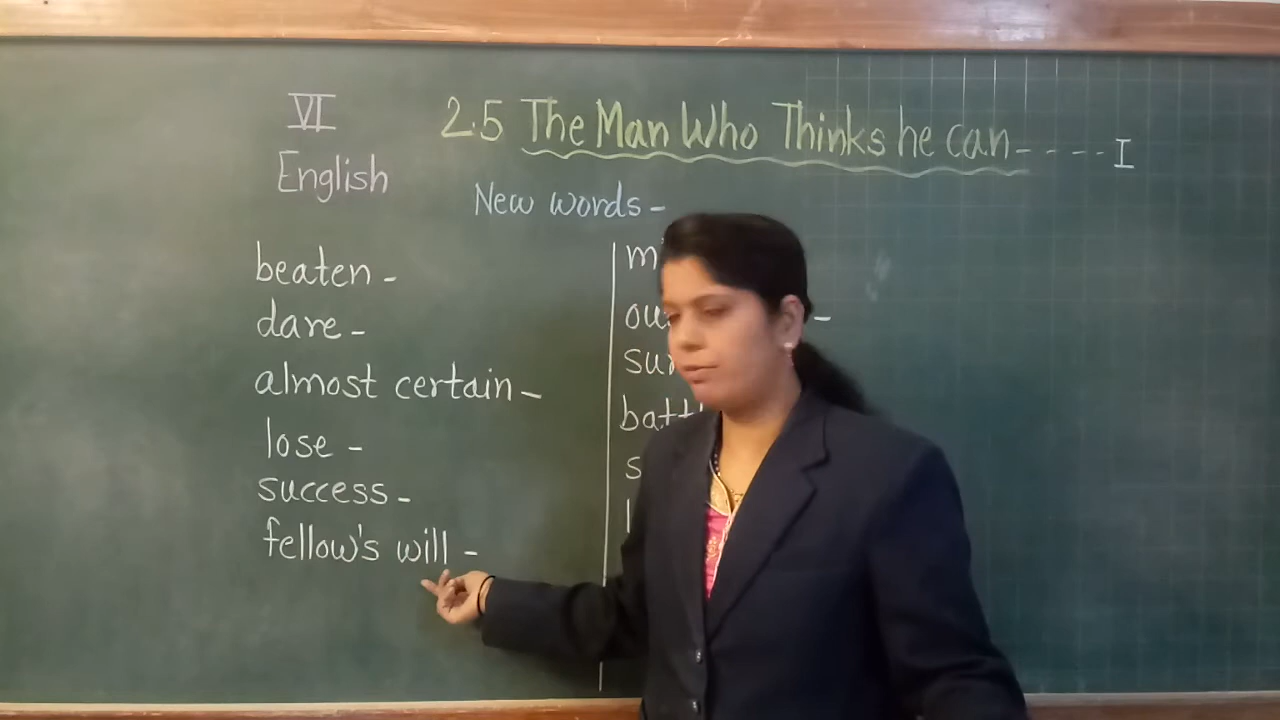 VI
2.5 The Man Who Thinks he can----I
English
New words -
beaten -
dare -
almost certain -
lose -
success -
fellow's will -